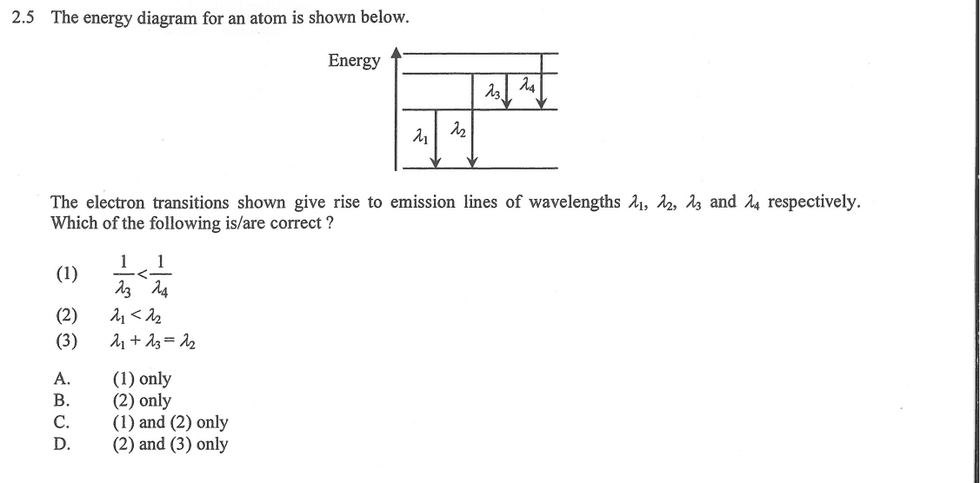 2.5 The energy diagram for an atom is shown below.
Energy
λ3 λ4
λ1 λ2
The electron transitions shown give rise to emission lines of wavelengths λ1, λ2, λ3 and λ4 respectively.
Which of the following is/are correct ?
(1) 1/λ3 < 1/λ4
(2) λ1 < λ2
(3) λ1 + λ3 = λ2
A. (1) only
B. (2) only
C. (1) and (2) only
D. (2) and (3) only